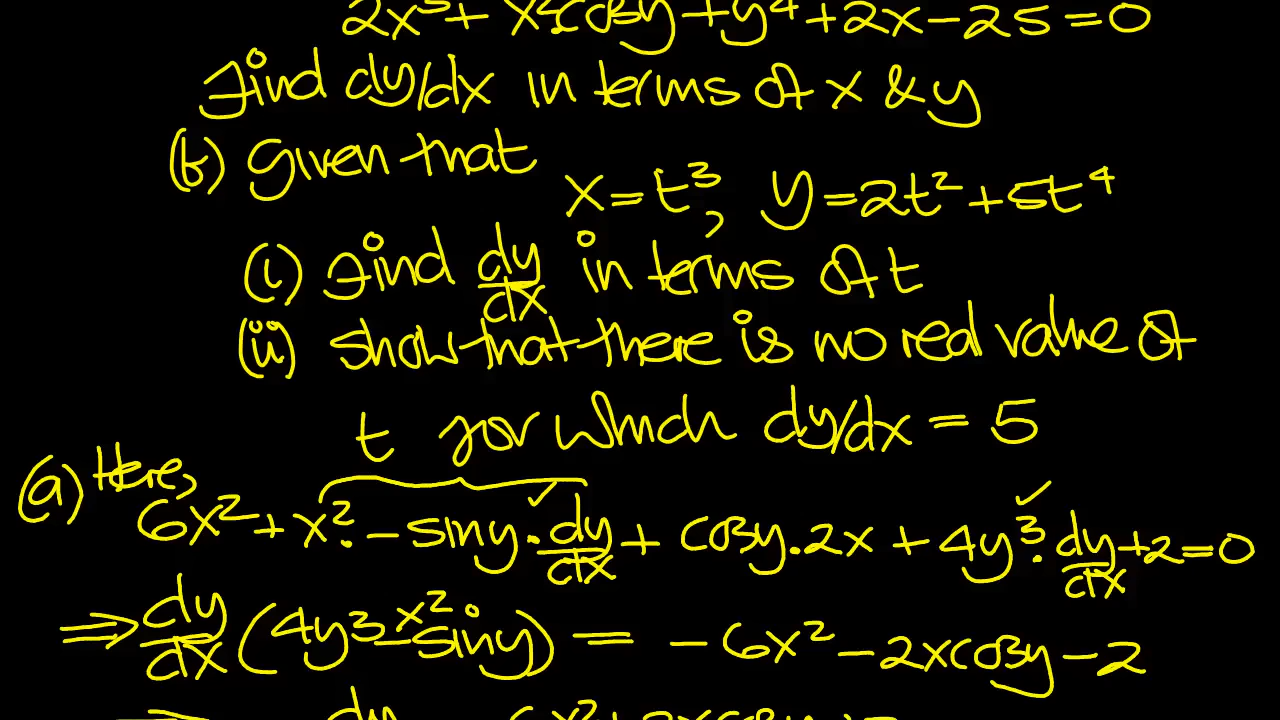 2x³ + x² cosy + y⁴ + 2x - 25 = 0
find dy/dx in terms of x & y
(b) given that
x = t³, y = 2t² + 5t⁴
(i) find dy/dx in terms of t
(ii) show that there is no real value of
t for which dy/dx = 5
(a) Here,
6x² + x². - siny. dy/dx + cosy.2x + 4y³. dy/dx + 2 = 0
⇒ dy/dx (4y³ - x² siny) = - 6x² - 2xcosy - 2